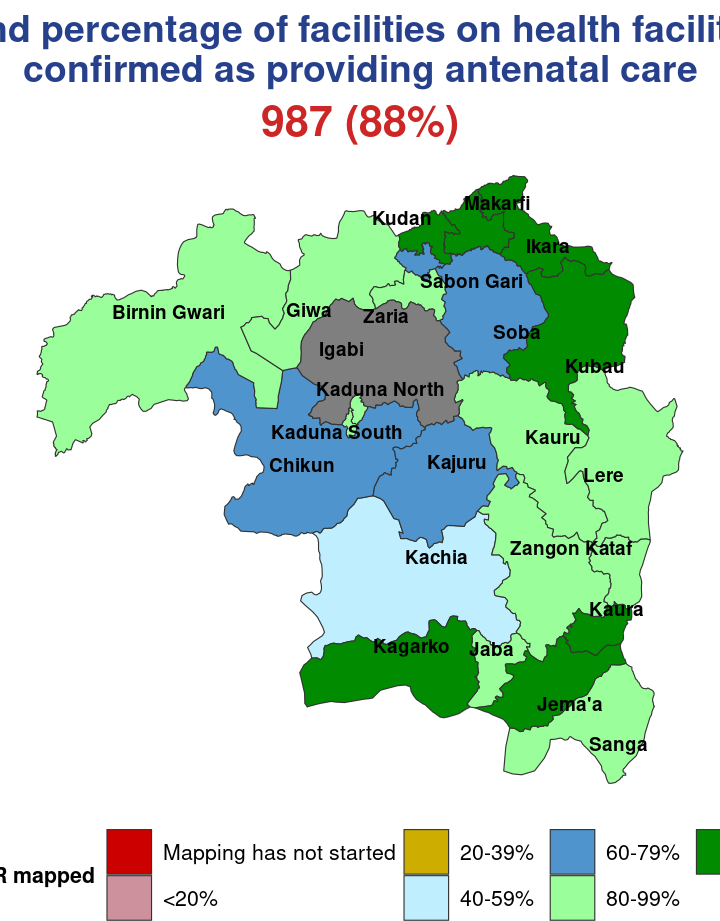 nd percentage of facilities on health facilit
confirmed as providing antenatal care
987 (88%)
Makarfi
Kudan
Ikara
Sabon Gari
Birnin Gwari
Giwa
Zaria
Soba
Igabi
Kubau
Kaduna North
Kaduna South
Kauru
Chikun
Kajuru
Lere
Zangon Kataf
Kachia
Kaura
Kagarko
Jaba
Jema'a
Sanga
R mapped
Mapping has not started
20-39%
60-79%
<20%
40-59%
80-99%